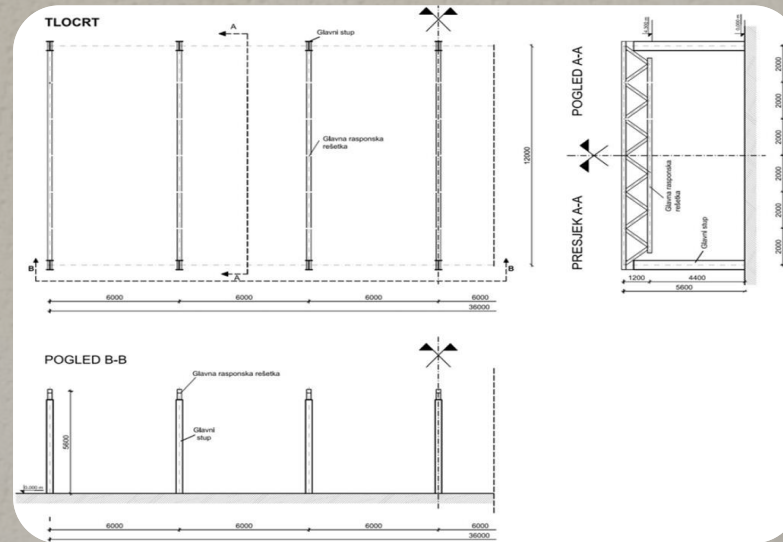 TLOCRT
A
A
Glavni stup
Glavna rasponska
rešetka
12000
B
B
6000
6000
6000
6000
36000
POGLED A-A
PRESJEK A-A
Glavna rasponska
rešetka
Glavni stup
2000
2000
2000
2000
2000
2000
1200
4400
5600
POGLED B-B
Glavna rasponska rešetka
Glavni
stup
5600
6000
6000
6000
6000
36000